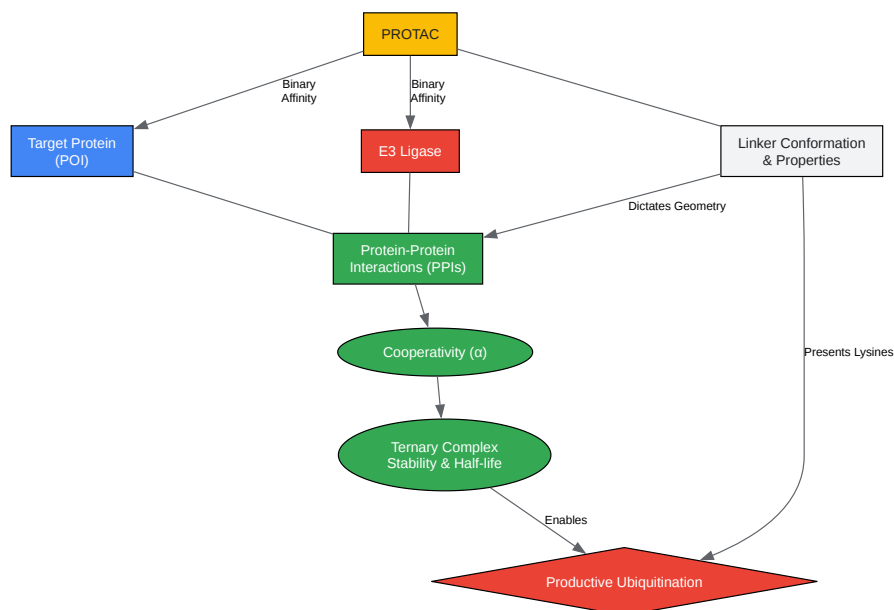 PROTAC
Binary
Affinity
Binary
Affinity
Target Protein
(POI)
E3 Ligase
Linker Conformation
& Properties
Dictates Geometry
Protein-Protein
Interactions (PPIs)
Cooperativity (α)
Presents Lysines
Ternary Complex
Stability & Half-life
Enables
Productive Ubiquitination